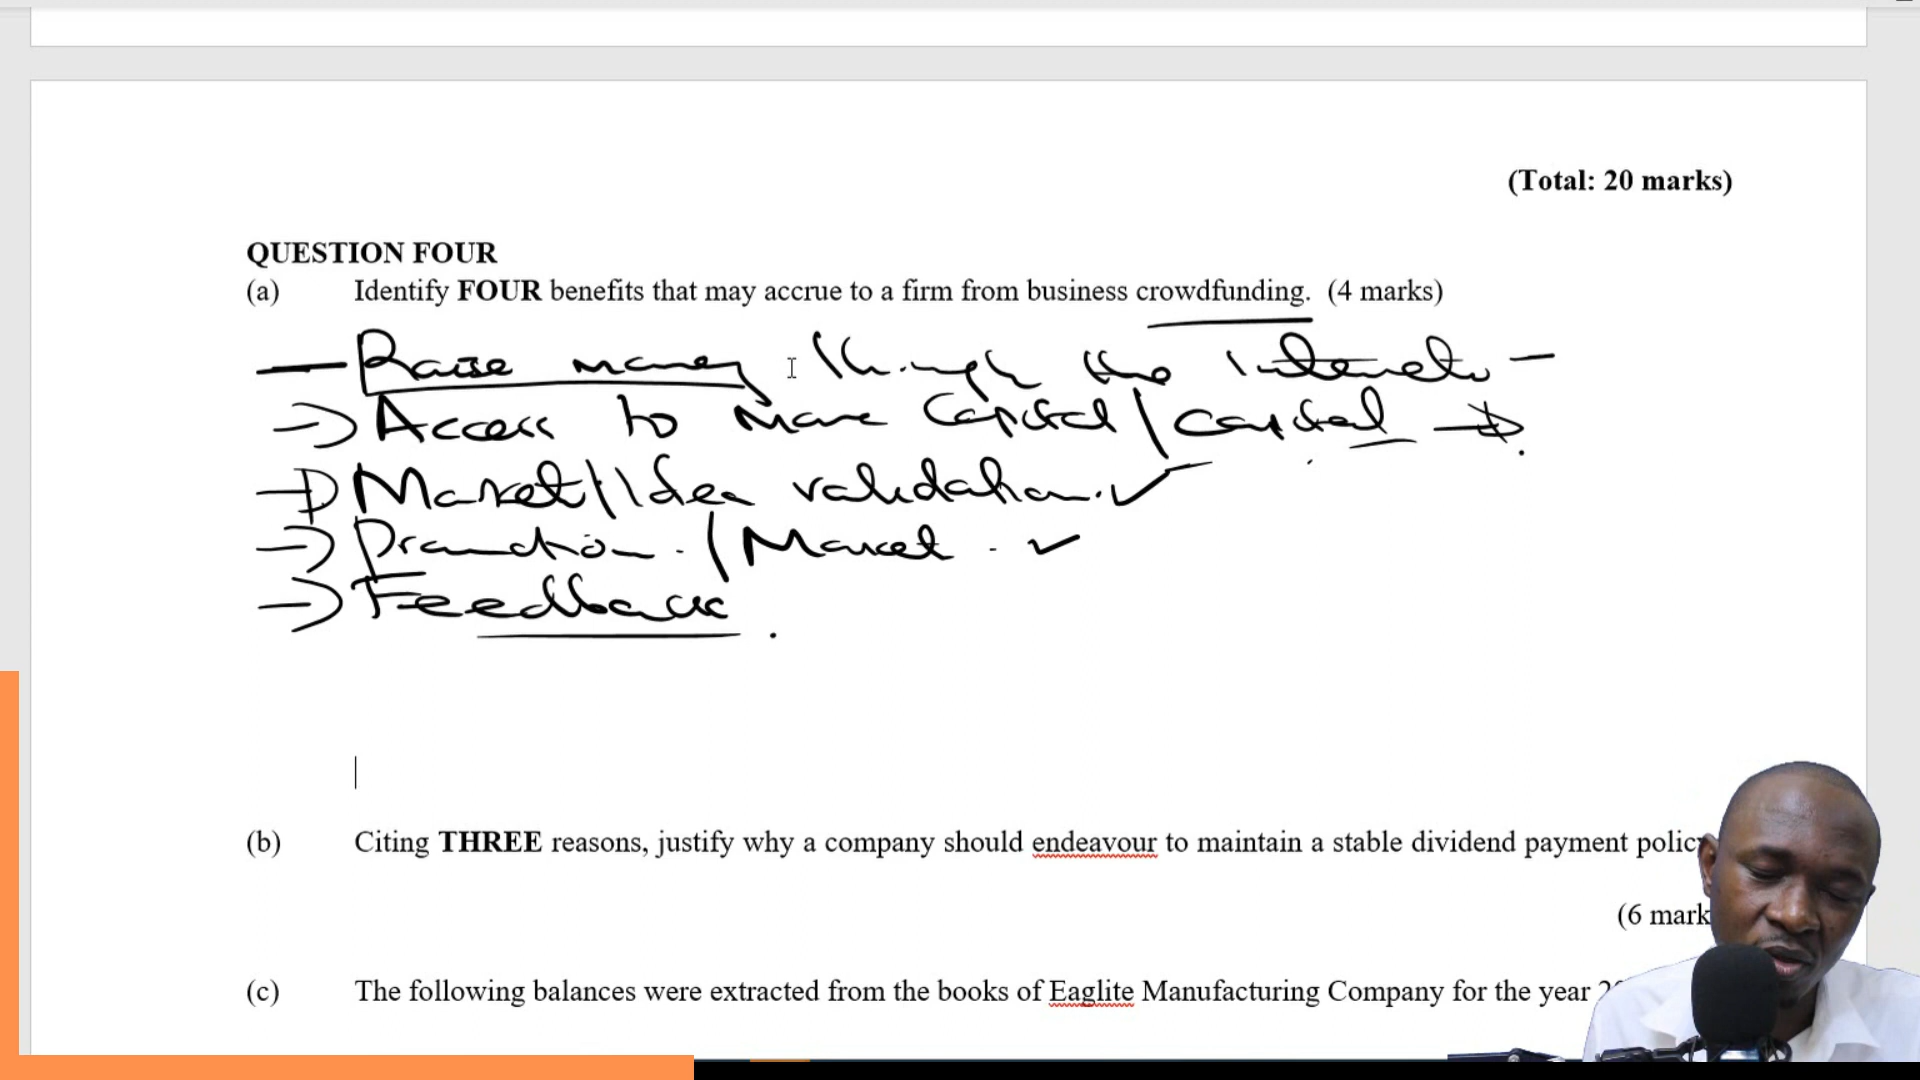 (Total: 20 marks)
QUESTION FOUR
(a) Identify FOUR benefits that may accrue to a firm from business crowdfunding. (4 marks)
— Raise money through the Internet —
→ Access to more Capital / Capital →
→ Market / Idea validation. ✓
→ Promotion. / Market. ✓
→ Feedback.
(b) Citing THREE reasons, justify why a company should endeavour to maintain a stable dividend payment policy
(6 mark
(c) The following balances were extracted from the books of Eaglite Manufacturing Company for the year